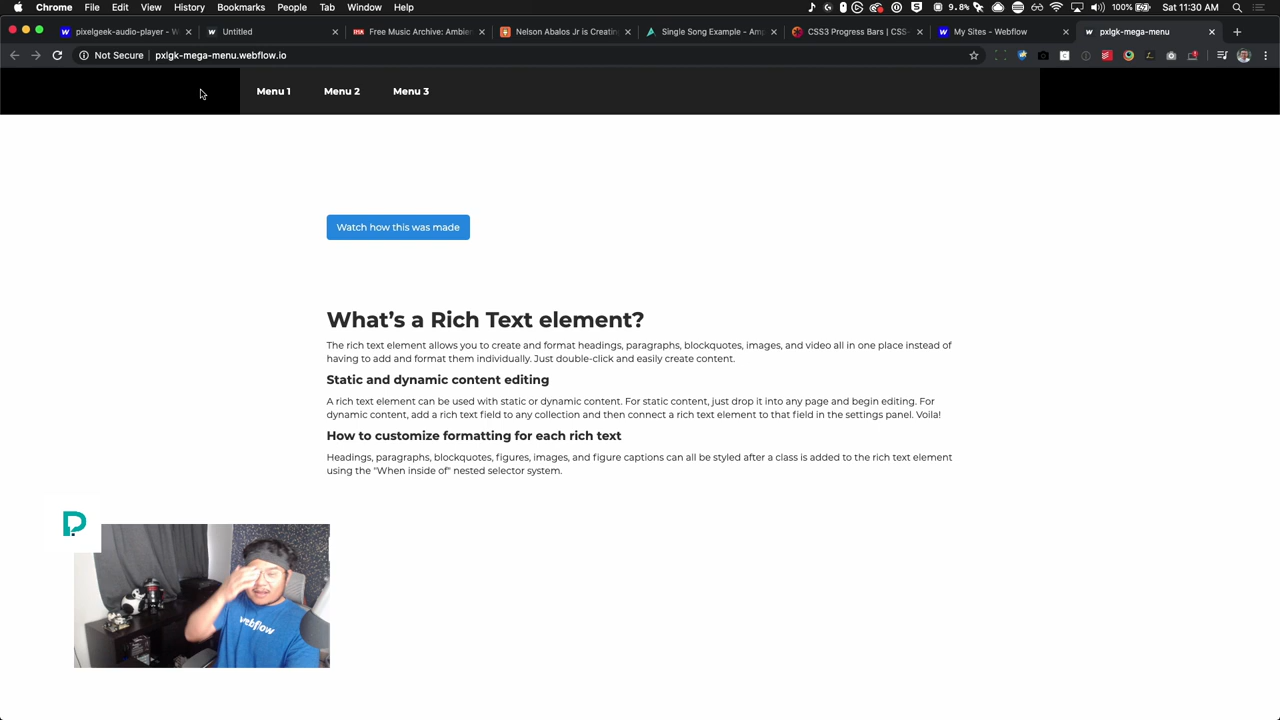 Chrome File Edit View History Bookmarks People Tab Window Help 9.8% 100% Sat 11:30 AM
pixelgeek-audio-player - W Untitled Free Music Archive: Ambien Nelson Abalos Jr is Creatin Single Song Example - Amp CSS3 Progress Bars | CSS- My Sites - Webflow pxlgk-mega-menu
Not Secure | pxlgk-mega-menu.webflow.io
Menu 1 Menu 2 Menu 3
Watch how this was made
What's a Rich Text element?
The rich text element allows you to create and format headings, paragraphs, blockquotes, images, and video all in one place instead of
having to add and format them individually. Just double-click and easily create content.
Static and dynamic content editing
A rich text element can be used with static or dynamic content. For static content, just drop it into any page and begin editing. For
dynamic content, add a rich text field to any collection and then connect a rich text element to that field in the settings panel. Voila!
How to customize formatting for each rich text
Headings, paragraphs, blockquotes, figures, images, and figure captions can all be styled after a class is added to the rich text element
using the "When inside of" nested selector system.
webflow